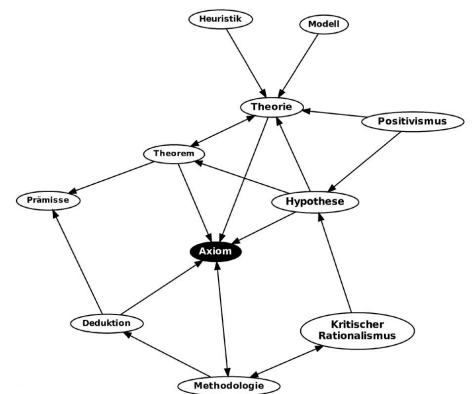 Heuristik
Modell
Theorie
Positivismus
Theorem
Prämisse
Hypothese
Axiom
Deduktion
Kritischer
Rationalismus
Methodologie